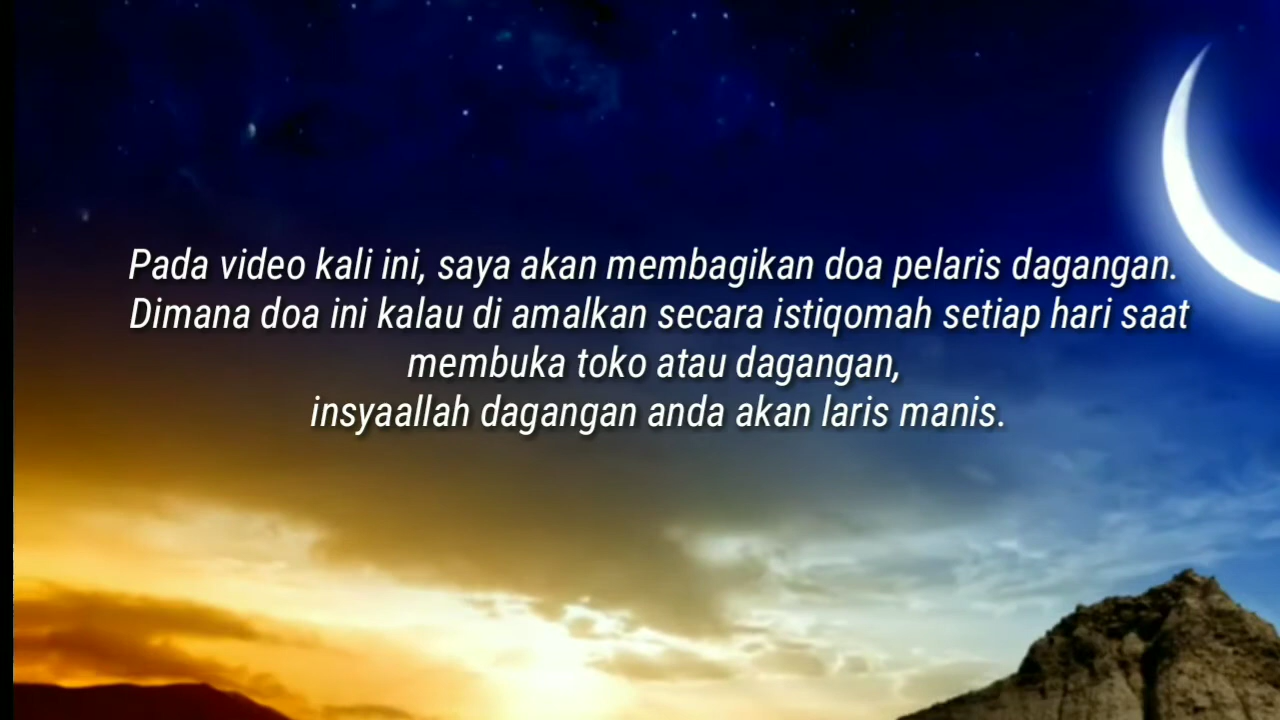 Pada video kali ini, saya akan membagikan doa pelaris dagangan.
Dimana doa ini kalau di amalkan secara istiqomah setiap hari saat
membuka toko atau dagangan,
insyaallah dagangan anda akan laris manis.